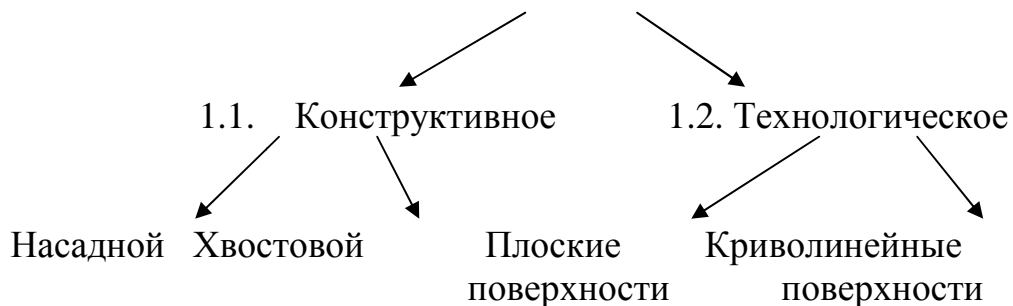 1.1. Конструктивное 1.2. Технологическое
Насадной Хвостовой Плоские Криволинейные
поверхности поверхности